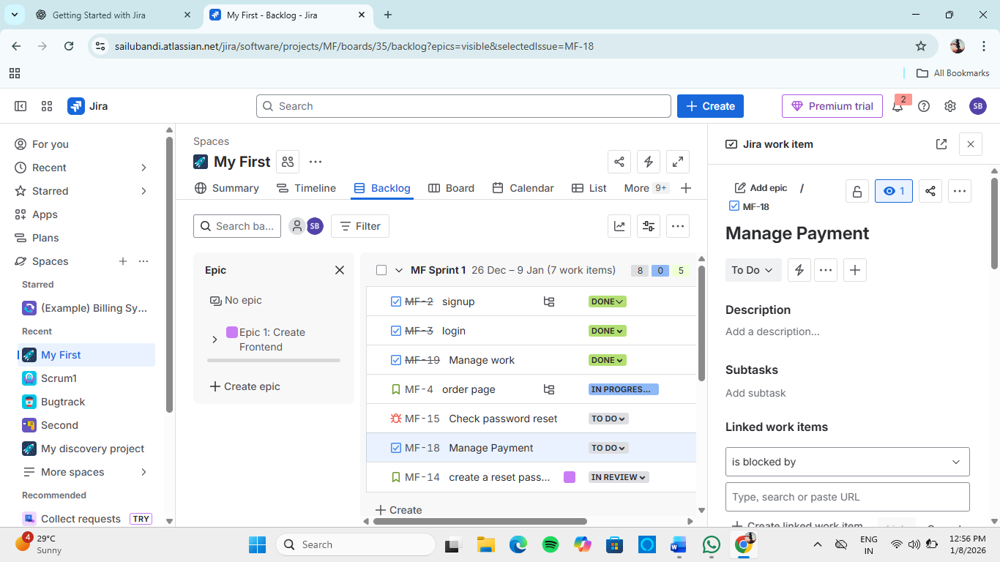 Getting Started with Jira
My First - Backlog - Jira
sailubandi.atlassian.net/jira/software/projects/MF/boards/35/backlog?epics=visible&selectedIssue=MF-18
All Bookmarks
Jira
Search
Create
Premium trial
2
SB
For you
Recent
Starred
Apps
Plans
Spaces
Starred
(Example) Billing Sy...
Recent
My First
Scrum1
Bugtrack
Second
My discovery project
More spaces
Recommended
Collect requests TRY
Spaces
My First
Summary
Timeline
Backlog
Board
Calendar
List
More 9+
Search ba...
SB
Filter
Epic
No epic
Epic 1: Create
Frontend
Create epic
MF Sprint 1 26 Dec – 9 Jan (7 work items) 8 0 5
MF-2 signup DONE
MF-3 login DONE
MF-19 Manage work DONE
MF-4 order page IN PROGRES...
MF-15 Check password reset TO DO
MF-18 Manage Payment TO DO
MF-14 create a reset pass... IN REVIEW
Create
Jira work item
Add epic /
1
MF-18
Manage Payment
To Do
Description
Add a description...
Subtasks
Add subtask
Linked work items
is blocked by
Type, search or paste URL
Create linked work item
4
29°C
Sunny
Search
ENG
IN
12:56 PM
1/8/2026